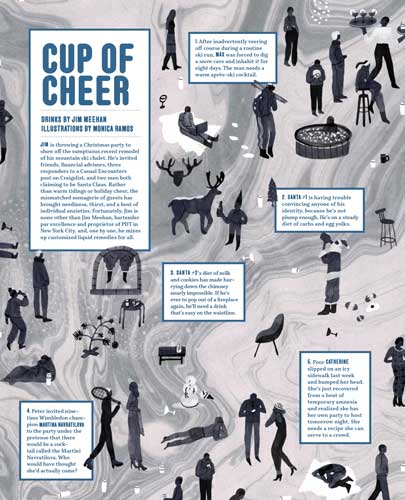 CUP OF
CHEER
DRINKS BY JIM MEEHAN
ILLUSTRATIONS BY MONICA RAMOS
JIM is throwing a Christmas party to
show off the sumptuous recent remodel
of his mountain ski chalet. He's invited
friends, financial advisors, three
responders to a Casual Encounters
post on Craigslist, and two men both
claiming to be Santa Claus. Rather
than warm tidings or holiday cheer, the
mismatched menagerie of guests has
brought neediness, thirst, and a host of
individual anxieties. Fortunately, Jim is
none other than Jim Meehan, bartender
par excellence and proprietor of PDT in
New York City, and, one by one, he mixes
up customized liquid remedies for all.
1. After inadvertently veering off
off course during a routine
ski run, MAX was forced to dig
a snow cave and inhabit it for
eight days. The man needs a
warm après-ski cocktail.
2. SANTA #1 is having trouble
convincing anyone of his
identity, because he's not
plump enough. He's on a steady
diet of carbs and egg yolks.
3. SANTA #2's diet of milk
and cookies has made bar-
reling down the chimney
nearly impossible. If he's
ever to pop out of a fireplace
again, he'll need a drink
that's easy on the waistline.
4. Peter invited nine-
time Wimbledon cham-
pion MARTINA NAVRATILOVA
to the party under the
pretense that there
would be a cock-
tail called the Martini
Navratilova. Who
would have thought
she'd actually come?
5. Poor CATHERINE
slipped on an icy
sidewalk last week
and bumped her head.
She's just recovered
from a bout of
temporary amnesia
and realized she has
her own party to host
tomorrow night. She
needs a recipe she can
serve to a crowd.